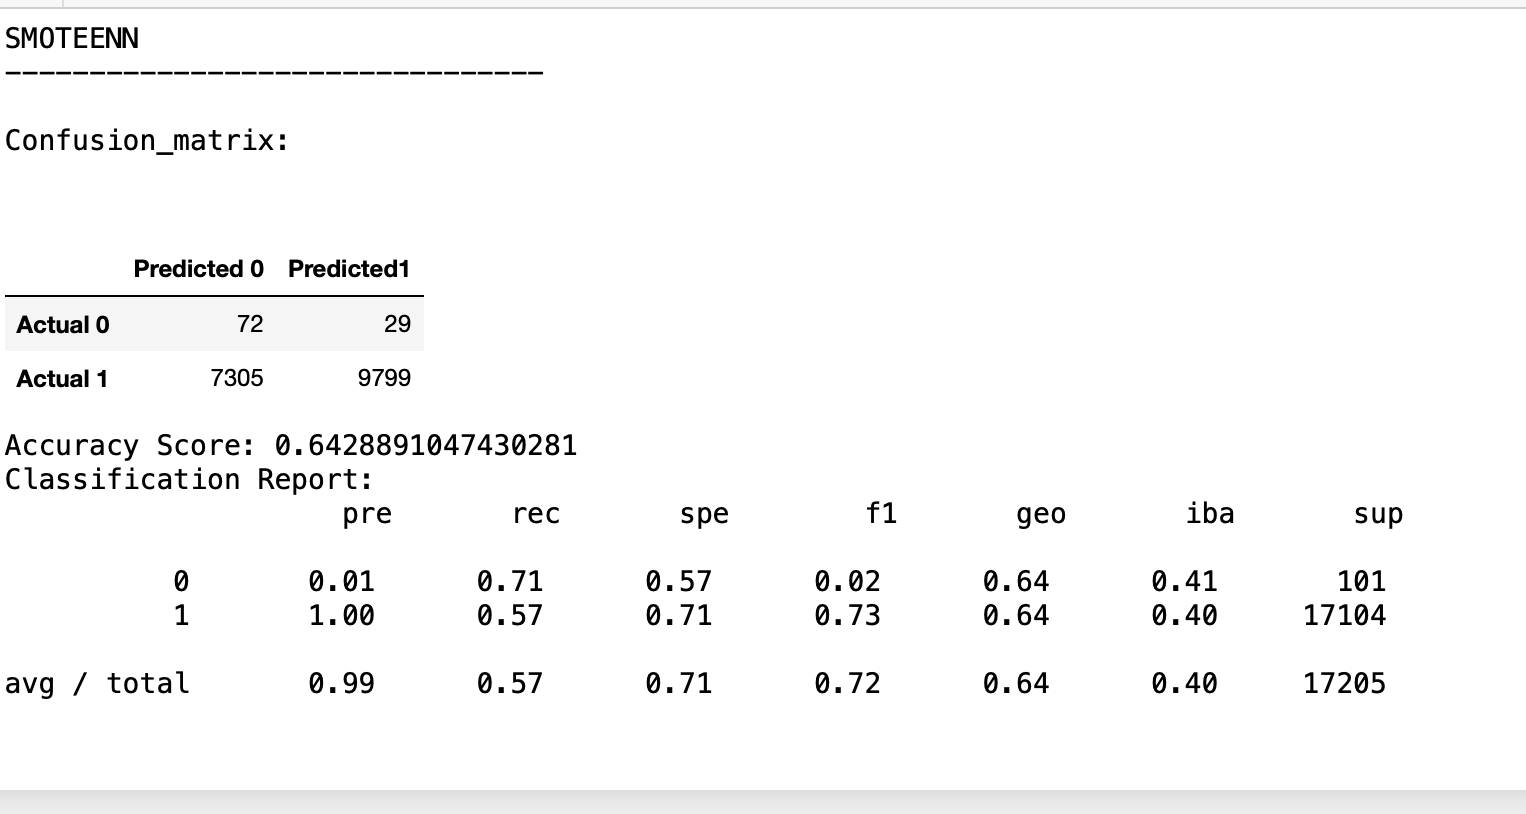 SMOTEENN
--------------------------------
Confusion_matrix:
Predicted 0 Predicted1
Actual 0 72 29
Actual 1 7305 9799
Accuracy Score: 0.6428891047430281
Classification Report:
pre rec spe f1 geo iba sup
0 0.01 0.71 0.57 0.02 0.64 0.41 101
1 1.00 0.57 0.71 0.73 0.64 0.40 17104
avg / total 0.99 0.57 0.71 0.72 0.64 0.40 17205